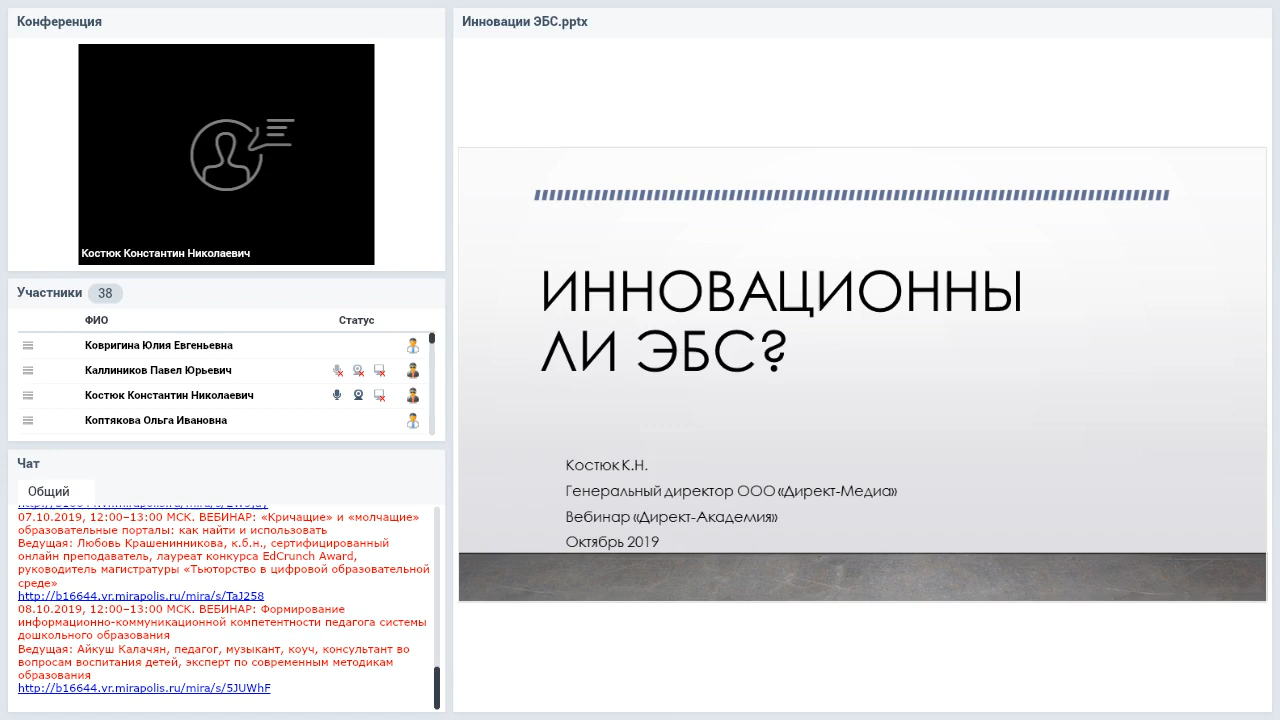 Конференция
Костюк Константин Николаевич
Участники 38
ФИО Статус
Ковригина Юлия Евгеньевна
Каллиников Павел Юрьевич
Костюк Константин Николаевич
Коптякова Ольга Ивановна
Чат
Общий
07.10.2019, 12:00–13:00 МСК. ВЕБИНАР: «Кричащие» и «молчащие»
образовательные порталы: как найти и использовать
Ведущая: Любовь Крашенинникова, к.б.н., сертифицированный
онлайн преподаватель, лауреат конкурса EdCrunch Award,
руководитель магистратуры «Тьюторство в цифровой образовательной
среде»
http://b16644.vr.mirapolis.ru/mira/s/TaJ258
08.10.2019, 12:00–13:00 МСК. ВЕБИНАР: Формирование
информационно-коммуникационной компетентности педагога системы
дошкольного образования
Ведущая: Айкуш Калачян, педагог, музыкант, коуч, консультант во
вопросам воспитания детей, эксперт по современным методикам
образования
http://b16644.vr.mirapolis.ru/mira/s/5JUWhF
Инновации ЭБС.pptx
ИННОВАЦИОННЫ
ЛИ ЭБС?
Костюк К.Н.
Генеральный директор ООО «Директ-Медиа»
Вебинар «Директ-Академия»
Октябрь 2019